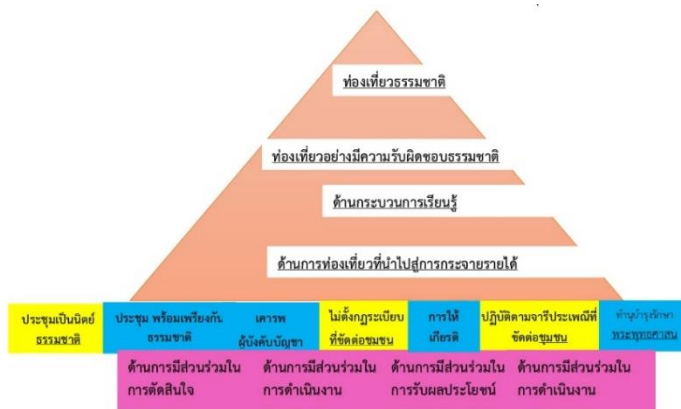 ท่องเที่ยวธรรมชาติ
ท่องเที่ยวอย่างมีความรับผิดชอบธรรมชาติ
ด้านกระบวนการเรียนรู้
ด้านการท่องเที่ยวที่นำไปสู่การกระจายรายได้
ประชุมเป็นนิตย์
ธรรมชาติ
ประชุม พร้อมเพรียงกัน
ธรรมชาติ
เคารพ
ผู้บังคับบัญชา
ไม่ตั้งกฎระเบียบ
ที่ขัดต่อชุมชน
การให้
เกียรติ
ปฏิบัติตามจารีประเพณีที่
ขัดต่อชุมชน
ทำนุบำรุงรักษา
พระพุทธศาสน
ด้านการมีส่วนร่วมใน
การตัดสินใจ
ด้านการมีส่วนร่วมใน
การดำเนินงาน
ด้านการมีส่วนร่วมใน
การรับผลประโยชน์
ด้านการมีส่วนร่วมใน
การดำเนินงาน